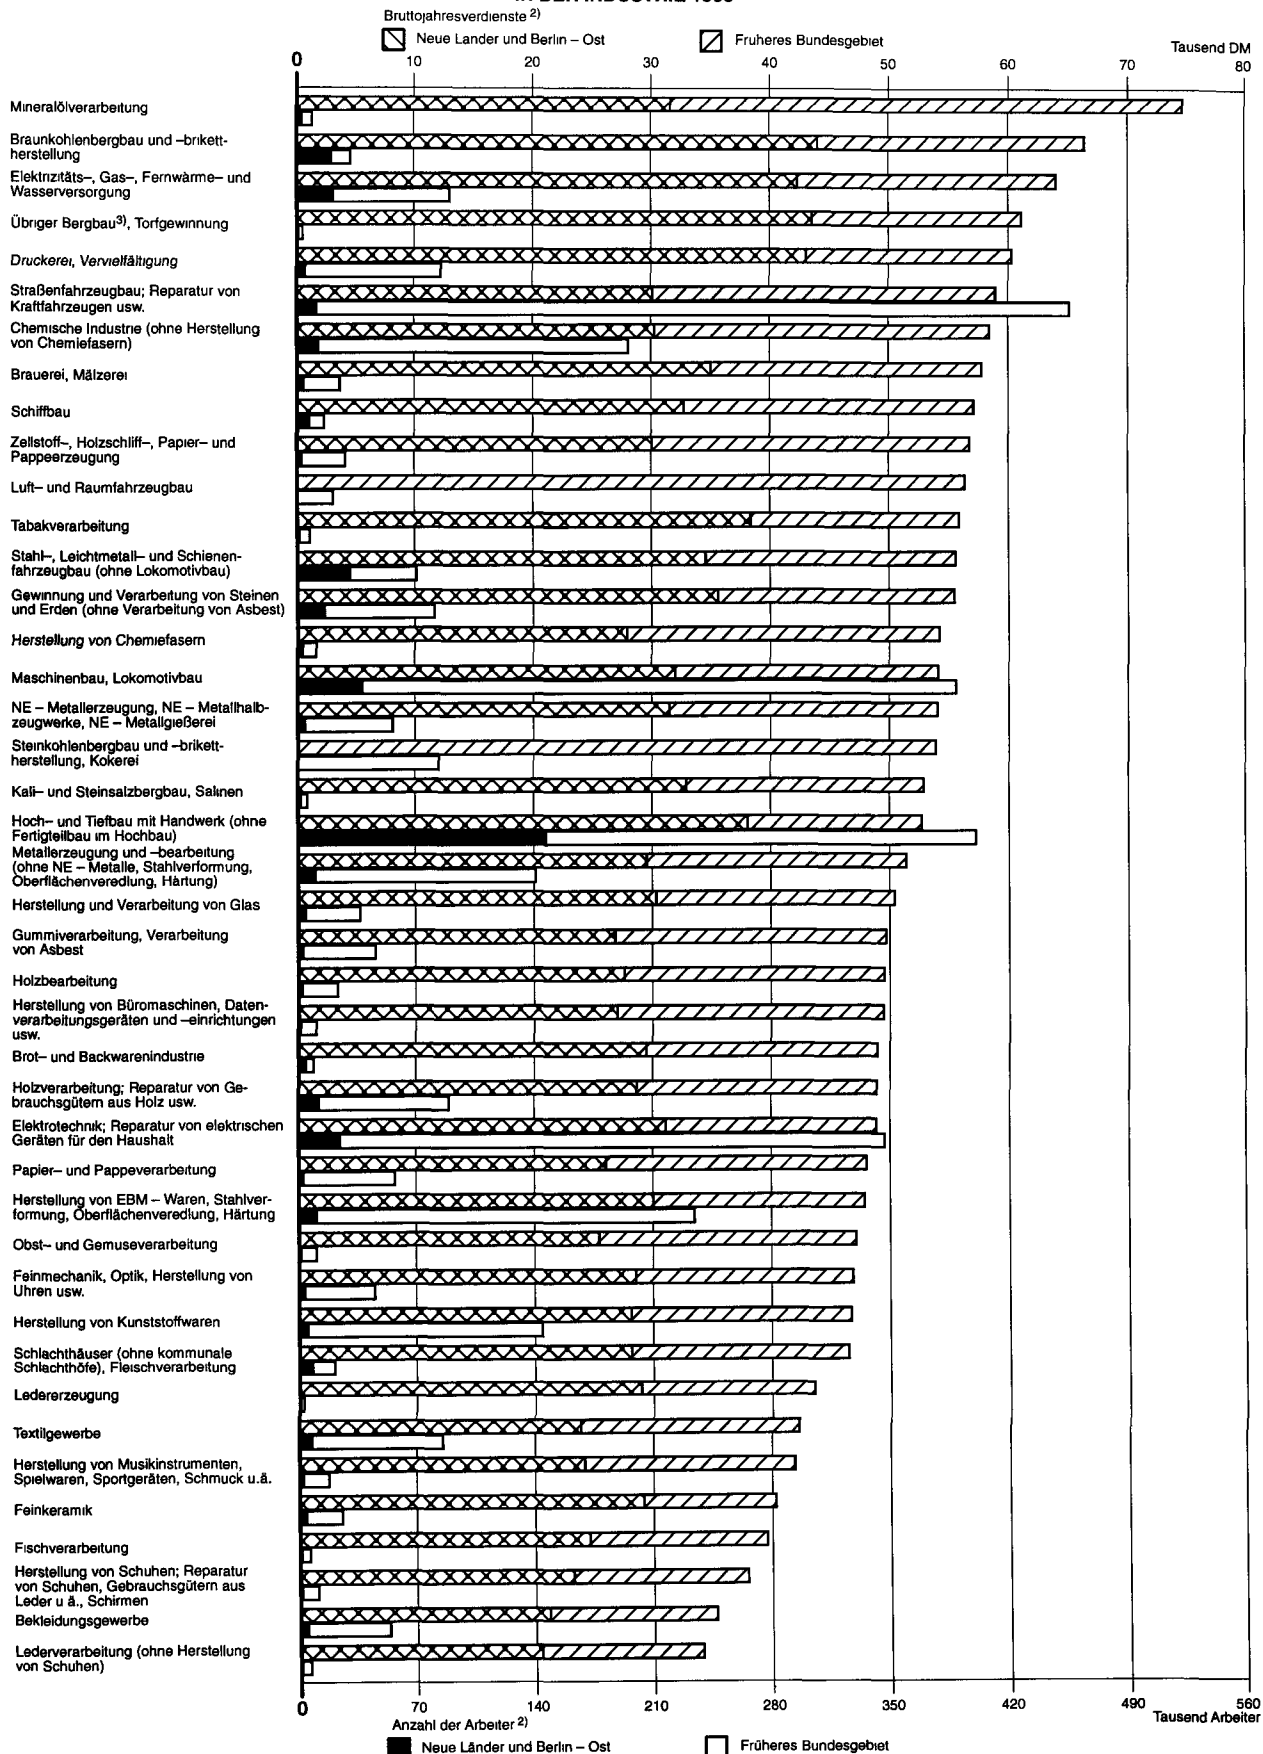 Bruttojahresverdienste 2)
Neue Lander und Berlin – Ost
Fruheres Bundesgebiet
Tausend DM
0 10 20 30 40 50 60 70 80
Mineralölverarbeitung
Braunkohlenbergbau und –brikett-
herstellung
Elektrizitäts–, Gas–, Fernwärme– und
Wasserversorgung
Übriger Bergbau3), Torfgewinnung
Druckerei, Vervielfältigung
Straßenfahrzeugbau; Reparatur von
Kraftfahrzeugen usw.
Chemische Industrie (ohne Herstellung
von Chemiefasern)
Brauerei, Mälzerei
Schiffbau
Zellstoff–, Holzschliff–, Papier– und
Pappeerzeugung
Luft– und Raumfahrzeugbau
Tabakverarbeitung
Stahl–, Leichtmetall– und Schienen-
fahrzeugbau (ohne Lokomotivbau)
Gewinnung und Verarbeitung von Steinen
und Erden (ohne Verarbeitung von Asbest)
Herstellung von Chemiefasern
Maschinenbau, Lokomotivbau
NE – Metallerzeugung, NE – Metallhalb-
zeugwerke, NE – Metallgießerei
Steinkohlenbergbau und –brikett-
herstellung, Kokerei
Kali– und Steinsalzbergbau, Salinen
Hoch– und Tiefbau mit Handwerk (ohne
Fertigteilbau im Hochbau)
Metallerzeugung und –bearbeitung
(ohne NE – Metalle, Stahlverformung,
Oberflächenveredlung, Härtung)
Herstellung und Verarbeitung von Glas
Gummiverarbeitung, Verarbeitung
von Asbest
Holzbearbeitung
Herstellung von Büromaschinen, Daten-
verarbeitungsgeräten und –einrichtungen
usw.
Brot– und Backwarenindustrie
Holzverarbeitung; Reparatur von Ge-
brauchsgütern aus Holz usw.
Elektrotechnik; Reparatur von elektrischen
Geräten für den Haushalt
Papier– und Pappeverarbeitung
Herstellung von EBM – Waren, Stahlver-
formung, Oberflächenveredlung, Härtung
Obst– und Gemuseverarbeitung
Feinmechanik, Optik, Herstellung von
Uhren usw.
Herstellung von Kunststoffwaren
Schlachthäuser (ohne kommunale
Schlachthöfe), Fleischverarbeitung
Ledererzeugung
Textilgewerbe
Herstellung von Musikinstrumenten,
Spielwaren, Sportgeräten, Schmuck u.ä.
Feinkeramik
Fischverarbeitung
Herstellung von Schuhen; Reparatur
von Schuhen, Gebrauchsgütern aus
Leder u ä., Schirmen
Bekleidungsgewerbe
Lederverarbeitung (ohne Herstellung
von Schuhen)
0 70 140 210 280 350 420 490 560
Anzahl der Arbeiter 2)
Tausend Arbeiter
Neue Länder und Berlin – Ost
Früheres Bundesgebiet